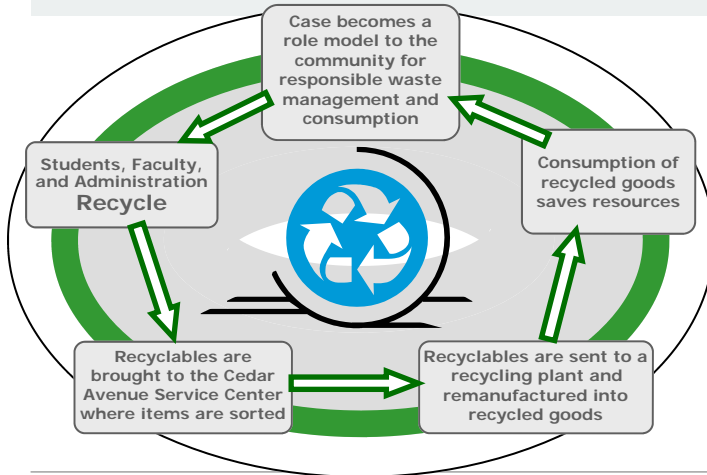 Case becomes a
role model to the
community for
responsible waste
management and
consumption
Students, Faculty,
and Administration
Recycle
Recyclables are
brought to the Cedar
Avenue Service Center
where items are sorted
Recyclables are sent to a
recycling plant and
remanufactured into
recycled goods
Consumption of
recycled goods
saves resources